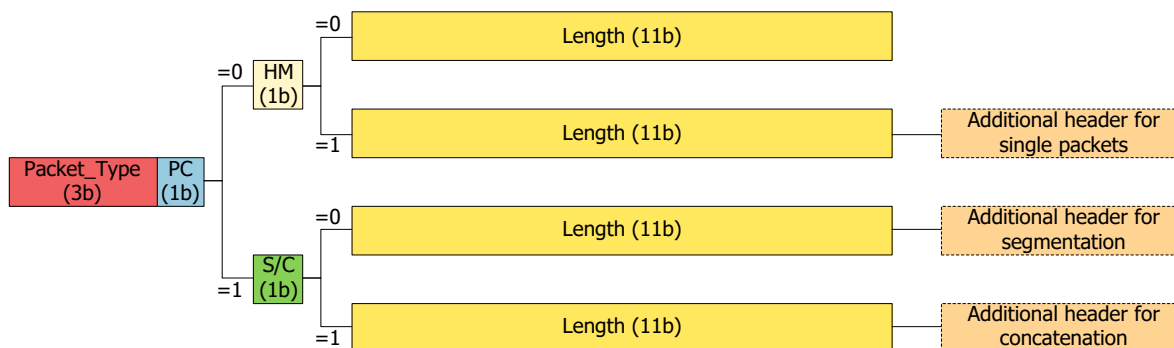 =0
Length (11b)
=0
HM
(1b)
=1
Length (11b)
Additional header for
single packets
Packet_Type
(3b)
PC
(1b)
=0
Length (11b)
Additional header for
segmentation
=1
S/C
(1b)
=1
Length (11b)
Additional header for
concatenation